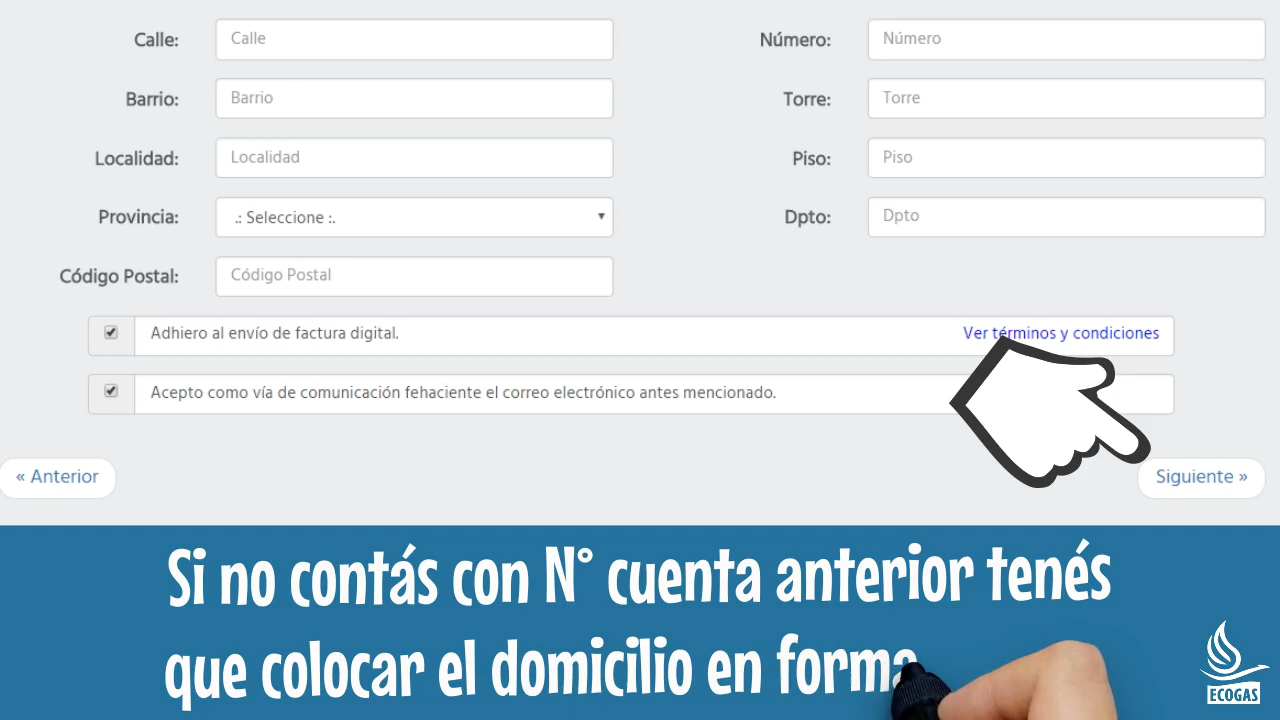 Calle: Calle Número: Número
Barrio: Barrio Torre: Torre
Localidad: Localidad Piso: Piso
Provincia: .: Seleccione :. Dpto: Dpto
Código Postal: Código Postal
Adhiero al envío de factura digital. Ver términos y condiciones
Acepto como vía de comunicación fehaciente el correo electrónico antes mencionado.
« Anterior Siguiente »
Si no contás con N° cuenta anterior tenés
que colocar el domicilio en forma
ECOGAS